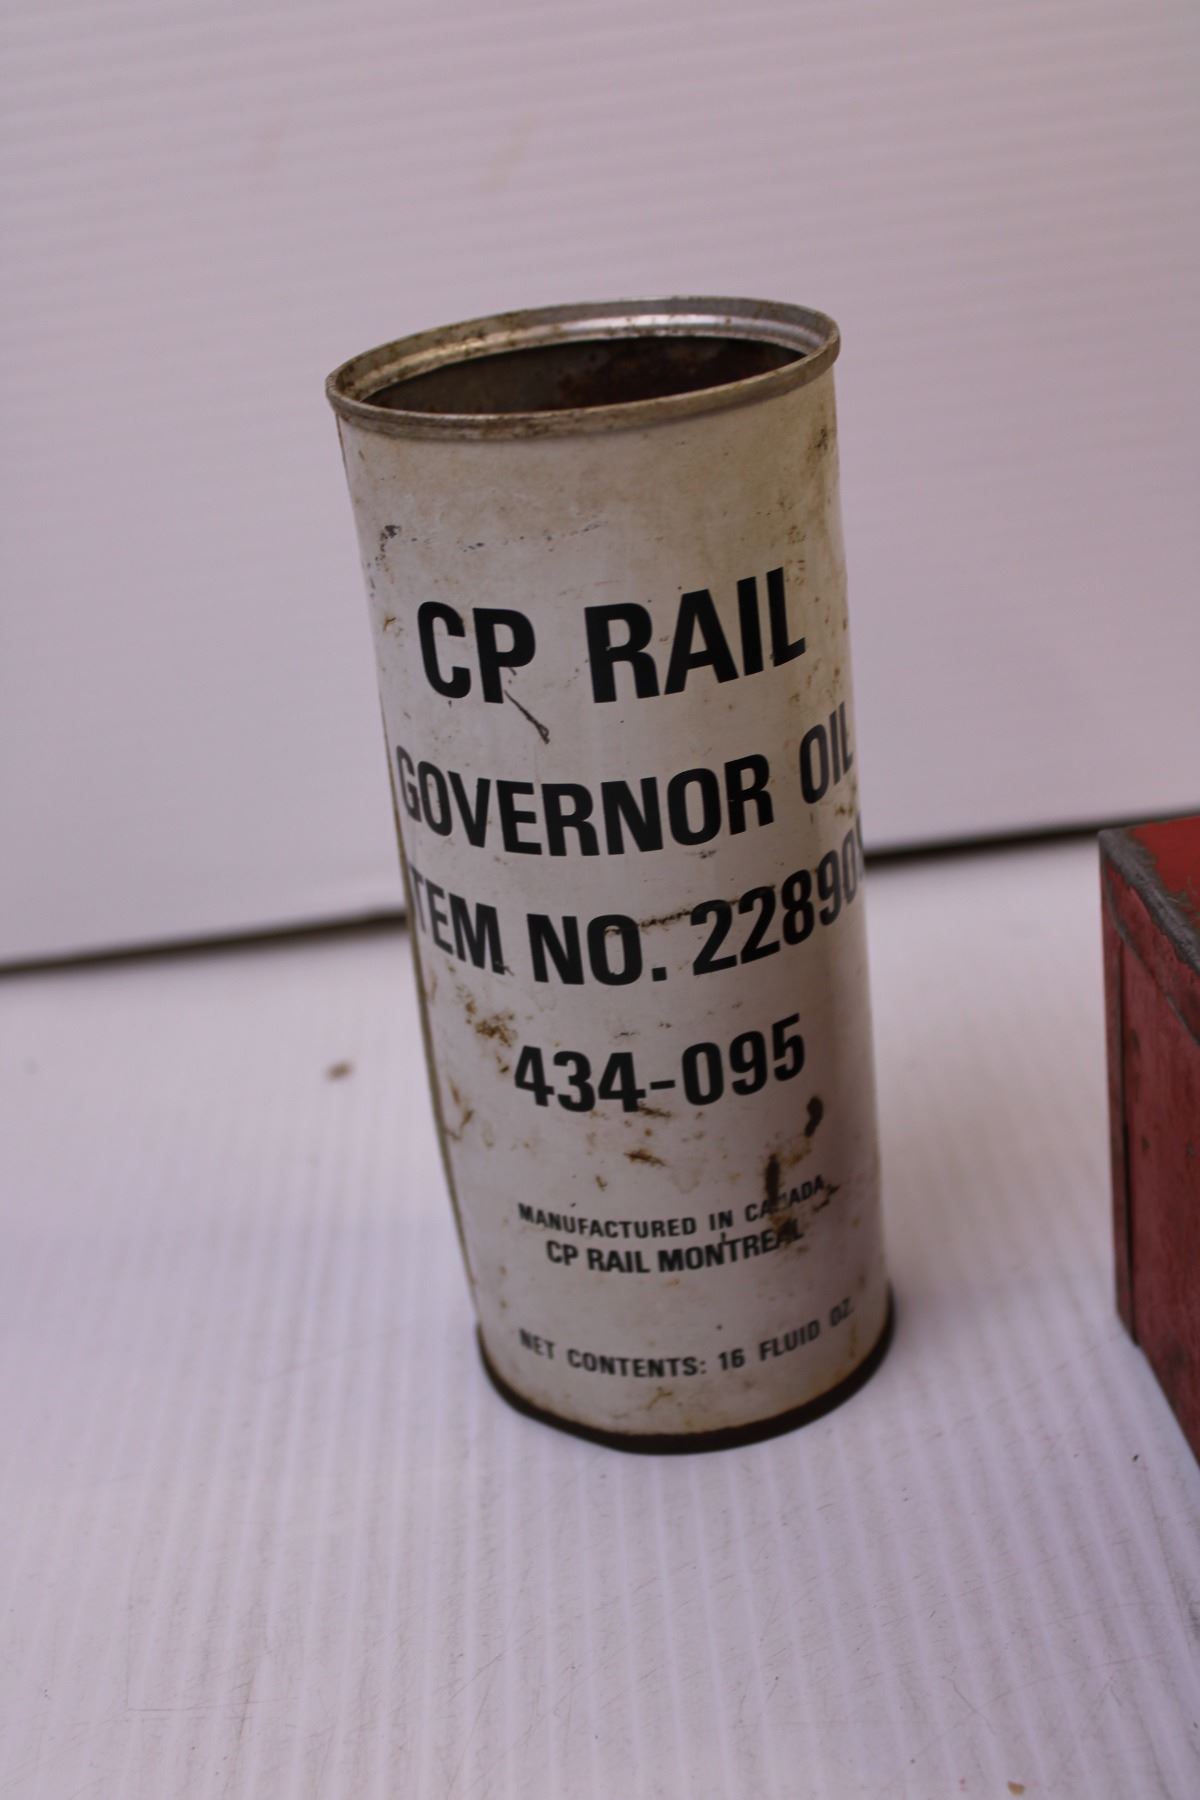 CP RAIL
GOVERNOR OIL
ITEM NO. 22890
434-095
MANUFACTURED IN CANADA
CP RAIL MONTREAL
NET CONTENTS: 16 FLUID OZ.